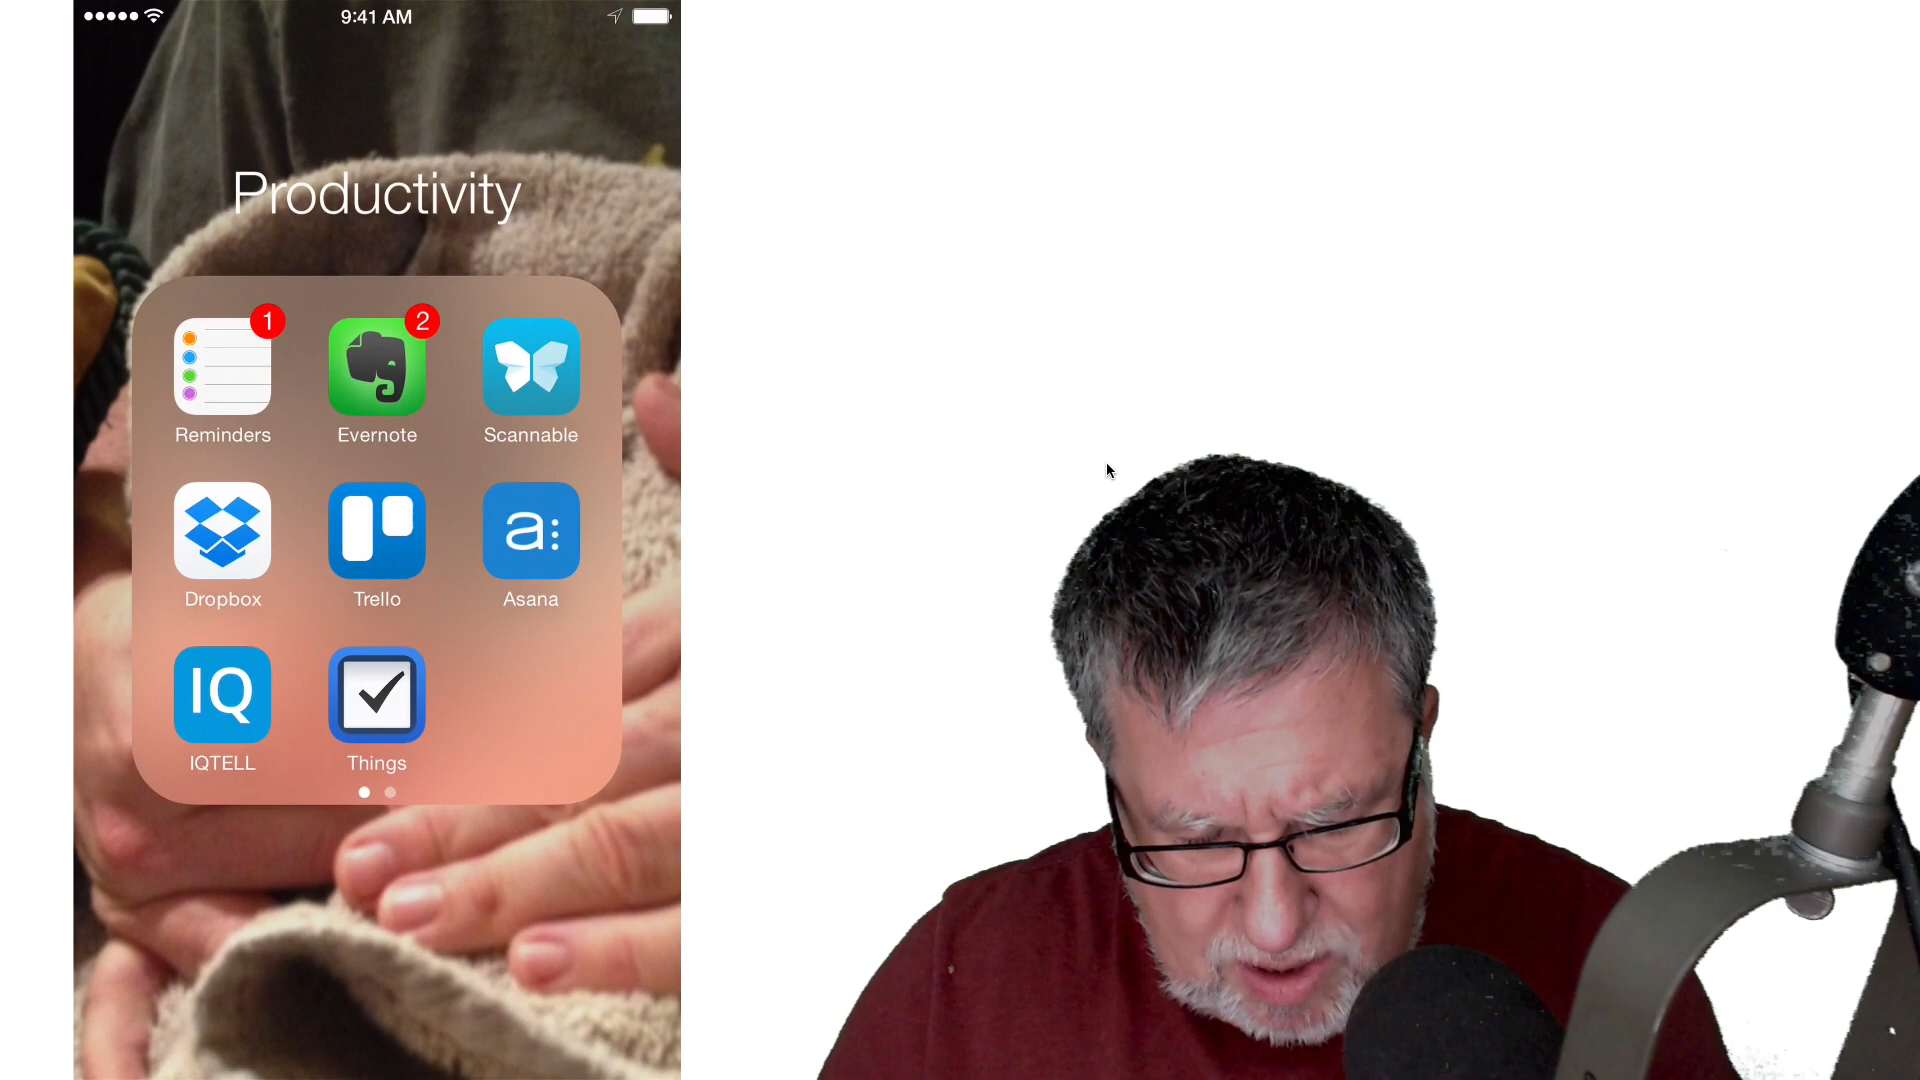 9:41 AM
Productivity
1
2
Reminders
Evernote
Scannable
a:
Dropbox
Trello
Asana
IQ
IQTELL
Things